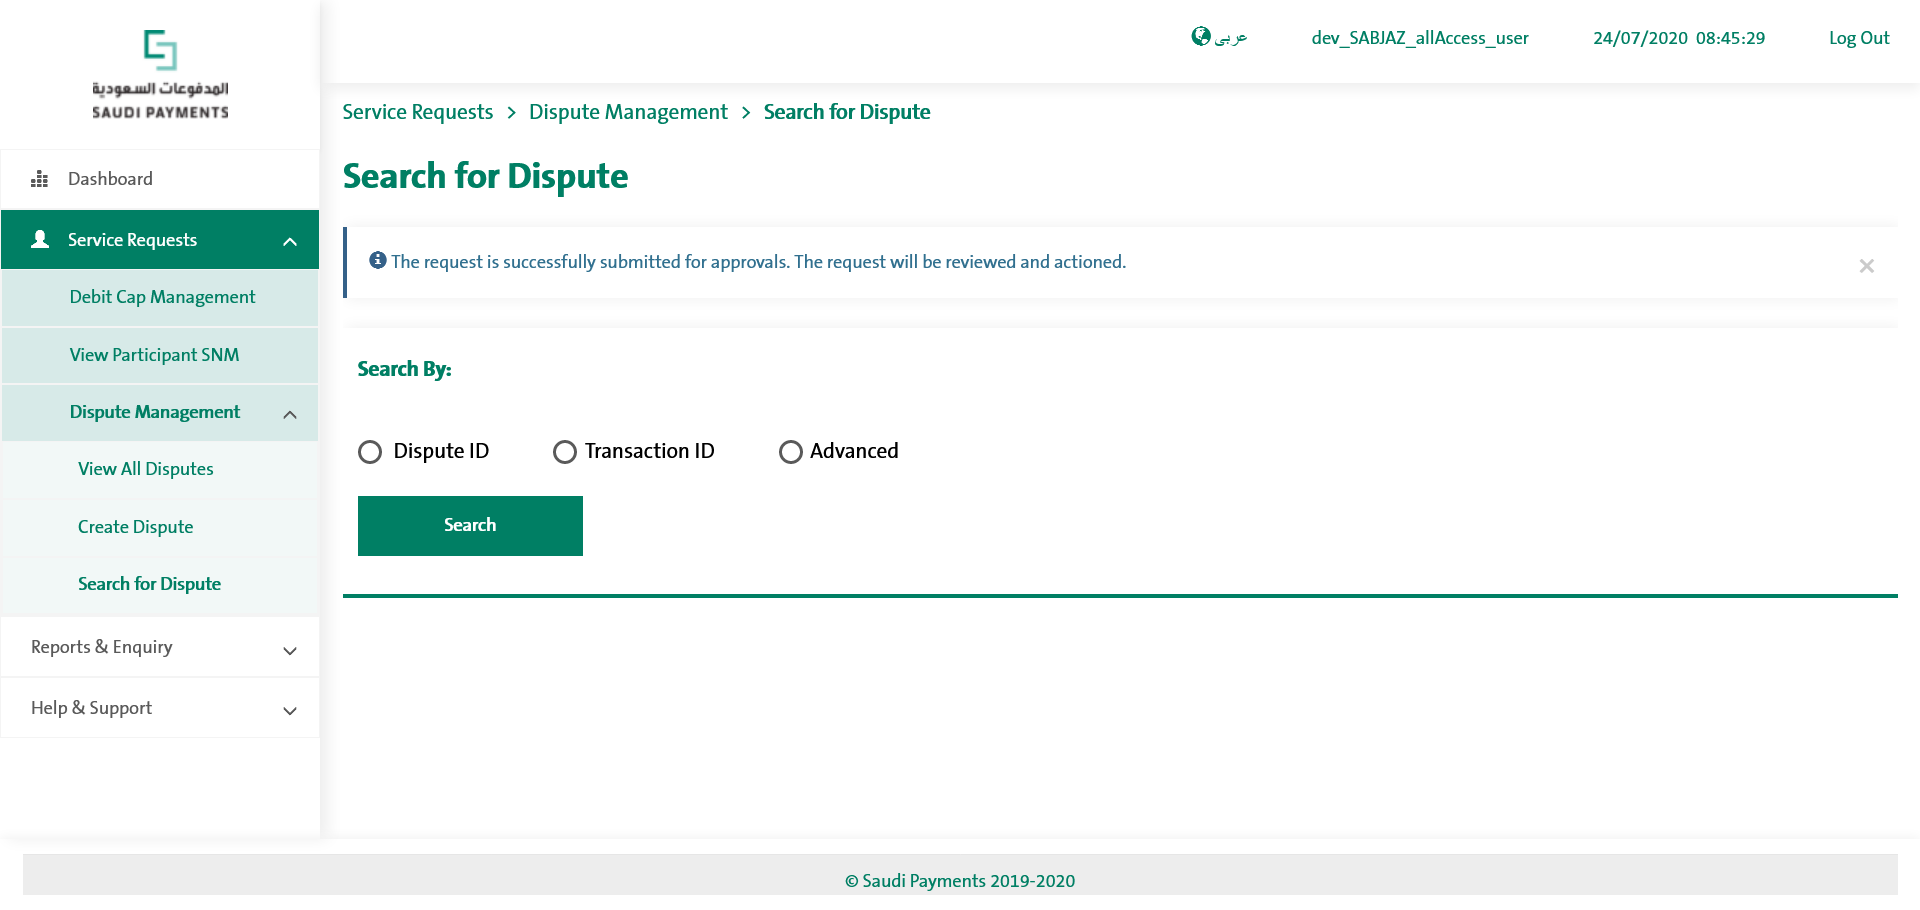 المدفوعات السعودية
SAUDI PAYMENTS
عربي
dev_SABJAZ_allAccess_user
24/07/2020 08:45:29
Log Out
Dashboard
Service Requests
Debit Cap Management
View Participant SNM
Dispute Management
View All Disputes
Create Dispute
Search for Dispute
Reports & Enquiry
Help & Support
Service Requests > Dispute Management > Search for Dispute
Search for Dispute
The request is successfully submitted for approvals. The request will be reviewed and actioned.
Search By:
Dispute ID
Transaction ID
Advanced
Search
© Saudi Payments 2019-2020